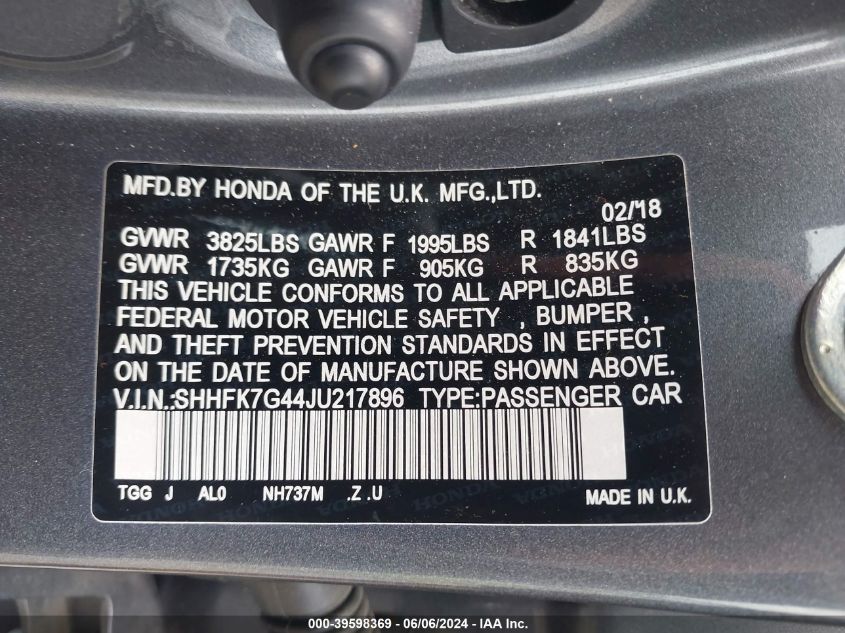 MFD.BY HONDA OF THE U.K. MFG.,LTD.
02/18
GVWR 3825LBS GAWR F 1995LBS R 1841LBS
GVWR 1735KG GAWR F 905KG R 835KG
THIS VEHICLE CONFORMS TO ALL APPLICABLE
FEDERAL MOTOR VEHICLE SAFETY , BUMPER ,
AND THEFT PREVENTION STANDARDS IN EFFECT
ON THE DATE OF MANUFACTURE SHOWN ABOVE.
V.I.N.:SHHFK7G44JU217896 TYPE:PASSENGER CAR
TGG J AL0 NH737M .Z .U
MADE IN U.K.
000-39598369 - 06/06/2024 - IAA Inc.